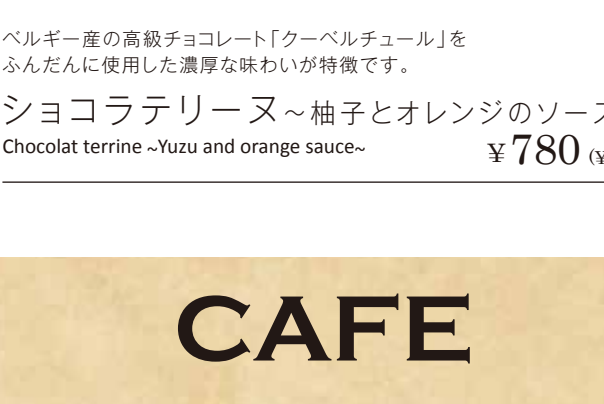 ベルギー産の高級チョコレート「クーベルチュール」を
ふんだんに使用した濃厚な味わいが特徴です。
ショコラテリーヌ～柚子とオレンジのソース
Chocolat terrine ~Yuzu and orange sauce~
¥780 (¥
CAFE